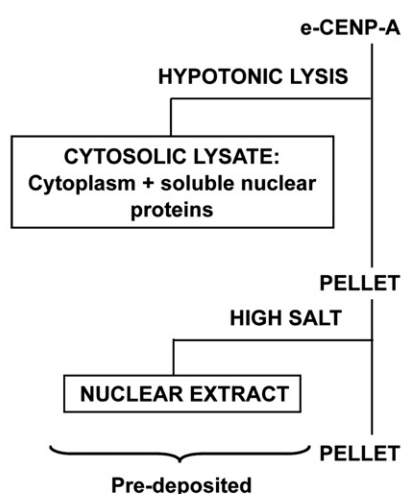 e-CENP-A
HYPOTONIC LYSIS
CYTOSOLIC LYSATE:
Cytoplasm + soluble nuclear
proteins
PELLET
HIGH SALT
NUCLEAR EXTRACT
PELLET
Pre-deposited